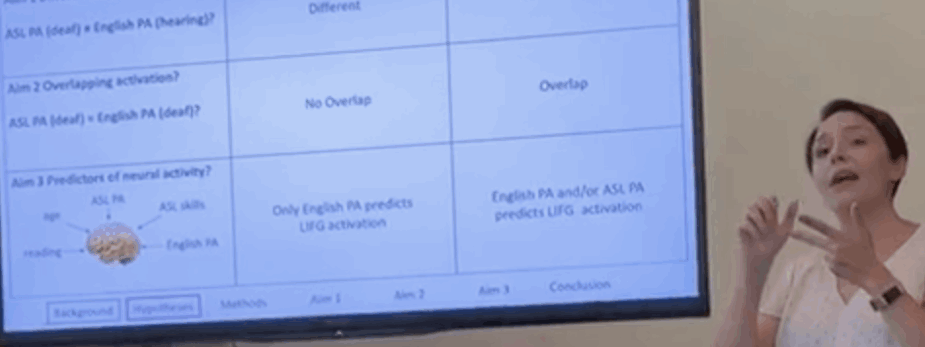 Different
ASL PA (deaf) ≠ English PA (hearing)?
Aim 2 Overlapping activation?
ASL PA (deaf) = English PA (deaf)?
No Overlap
Overlap
Aim 3 Predictors of neural activity?
ASL PA
age
ASL skills
reading
English PA
Only English PA predicts
LIFG activation
English PA and/or ASL PA
predicts LIFG activation
Background Hypotheses Methods Aim 1 Aim 2 Aim 3 Conclusion